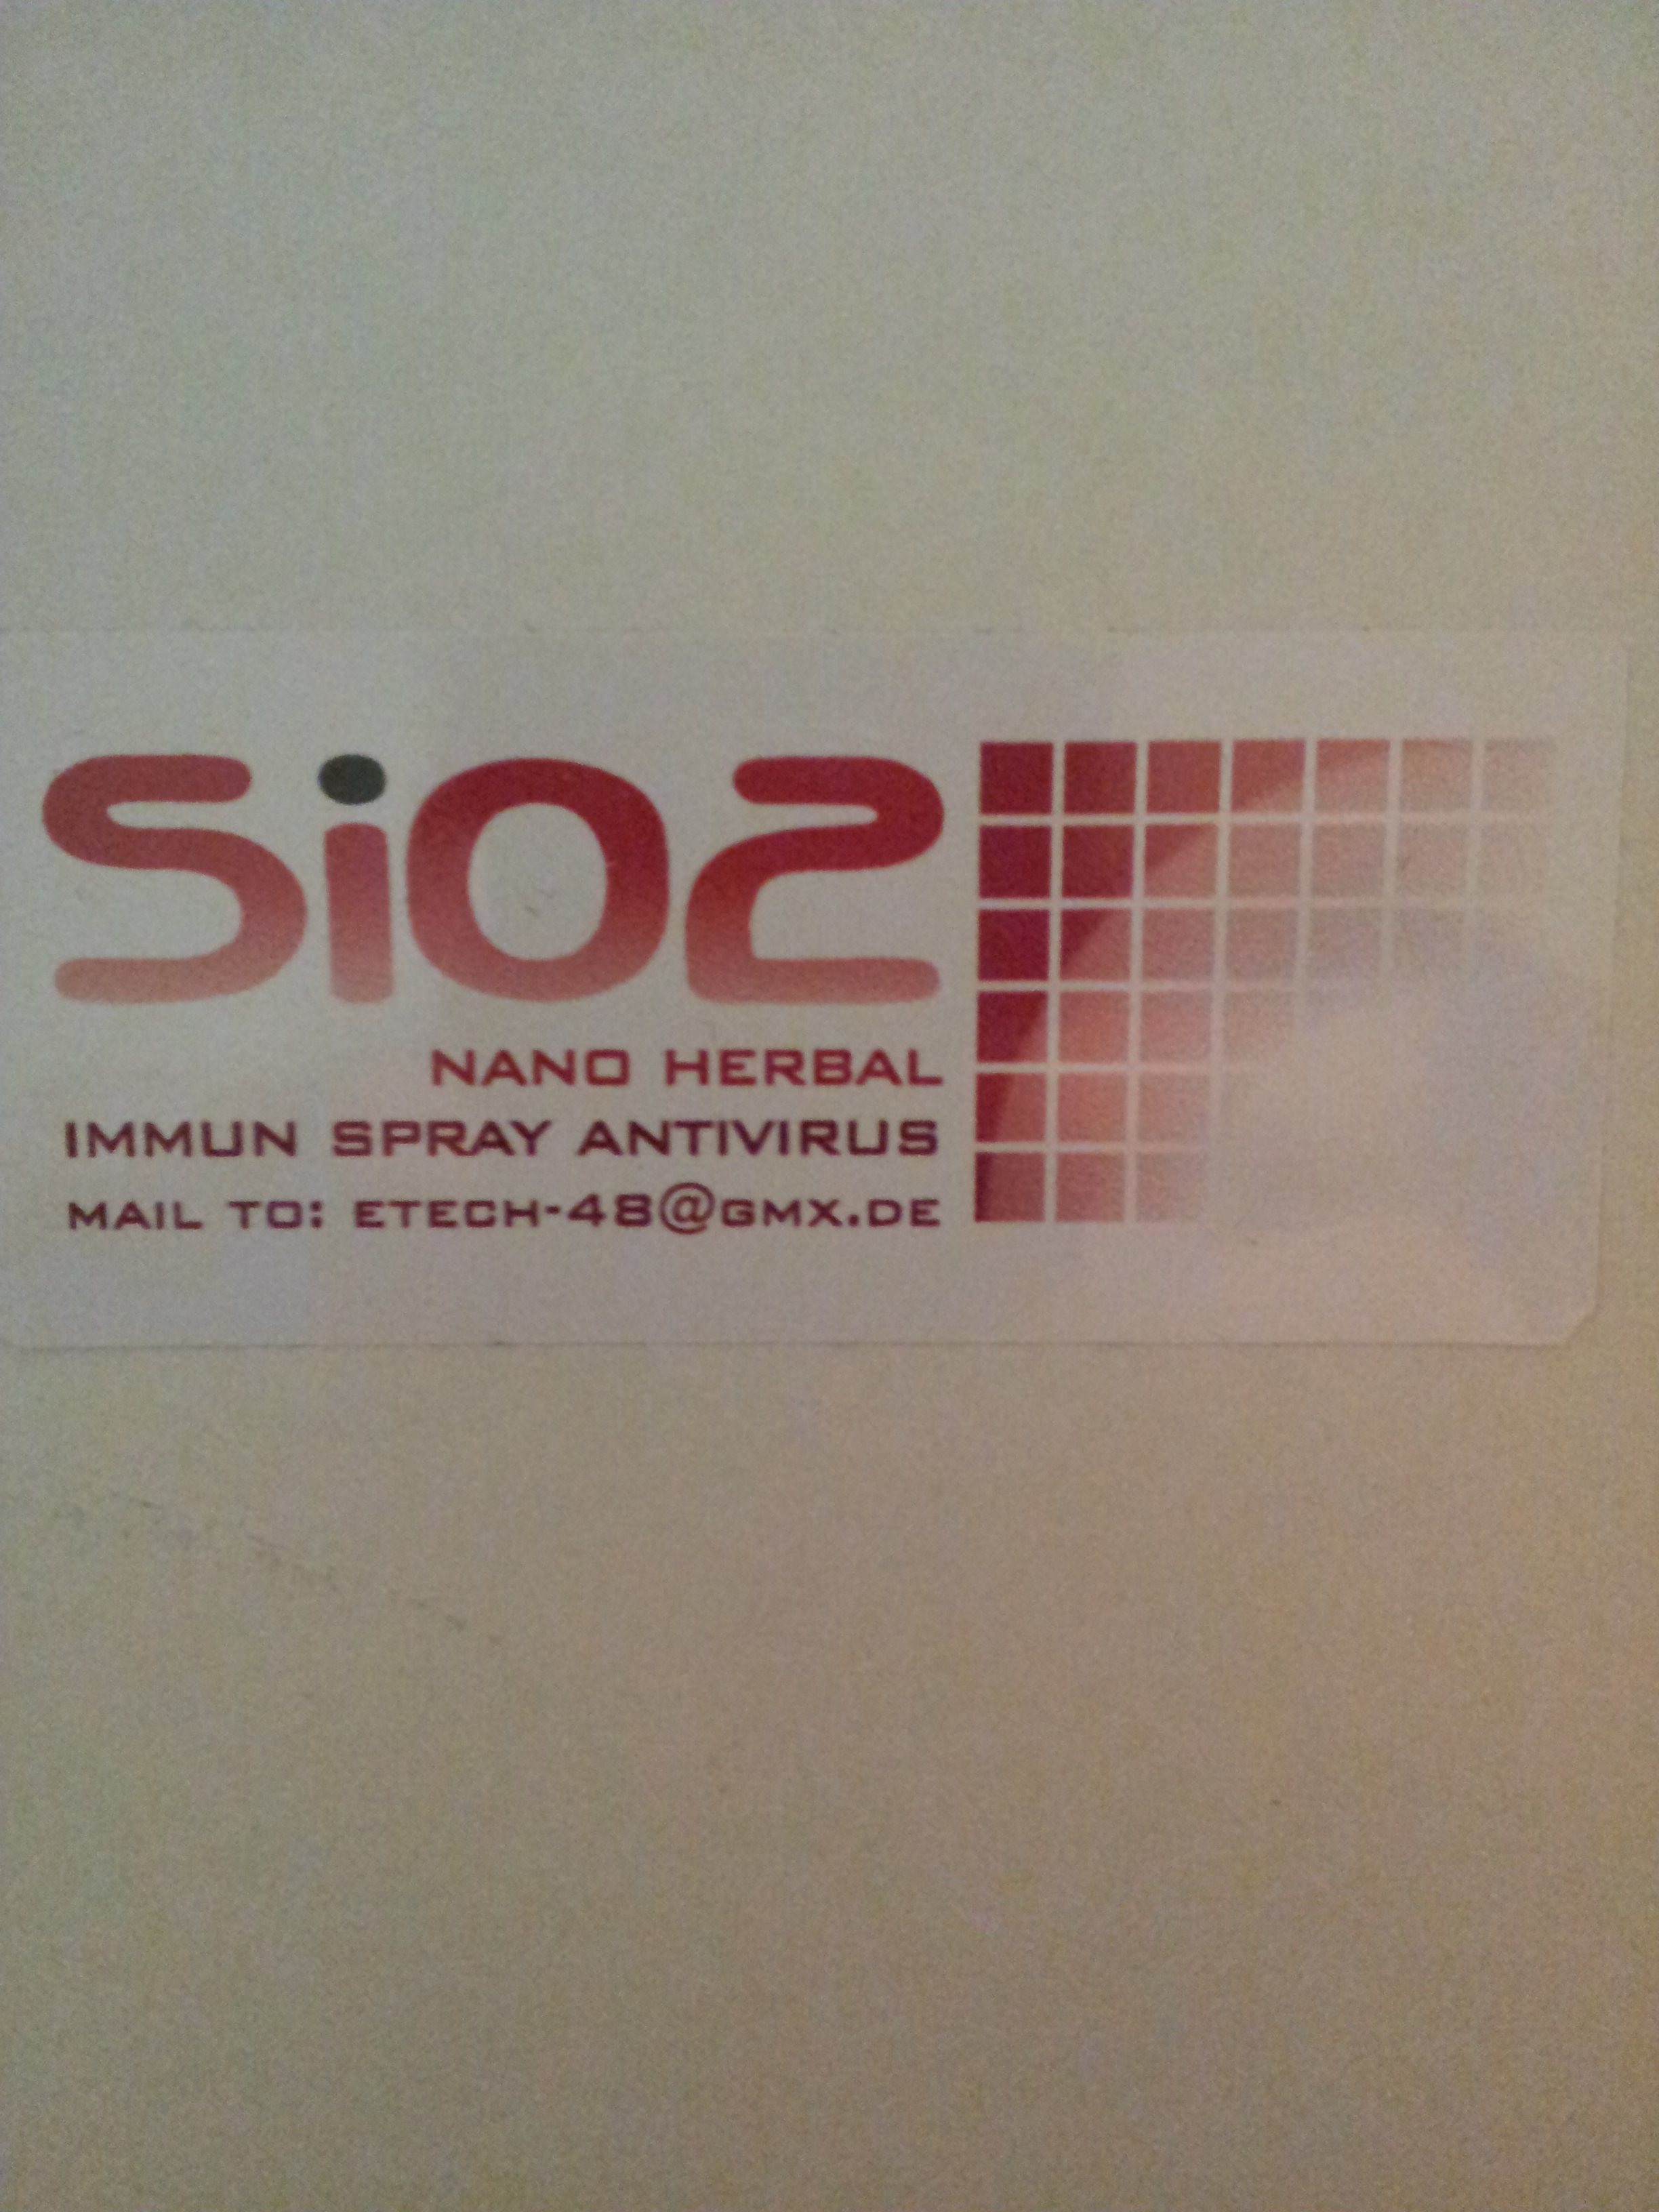 SiO2
NANO HERBAL
IMMUN SPRAY ANTIVIRUS
MAIL TO: ETECH-48@GMX.DE